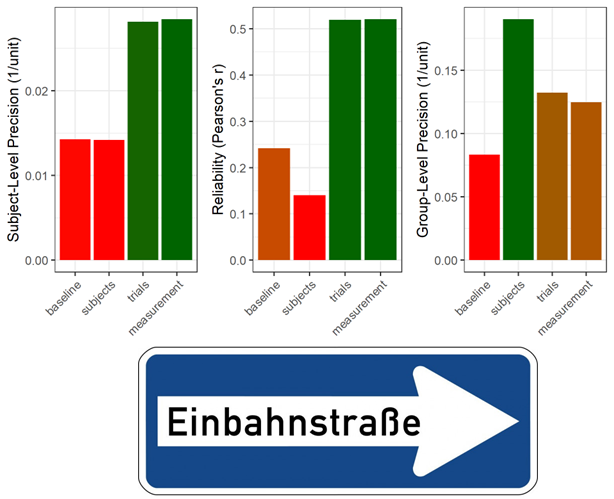 Subject-Level Precision (1/unit)
0.02
0.01
0.00
baseline
subjects
trials
measurement
Reliability (Pearson's r)
0.5
0.4
0.3
0.2
0.1
0.0
baseline
subjects
trials
measurement
Group-Level Precision (1/unit)
0.15
0.10
0.05
0.00
baseline
subjects
trials
measurement
Einbahnstraße